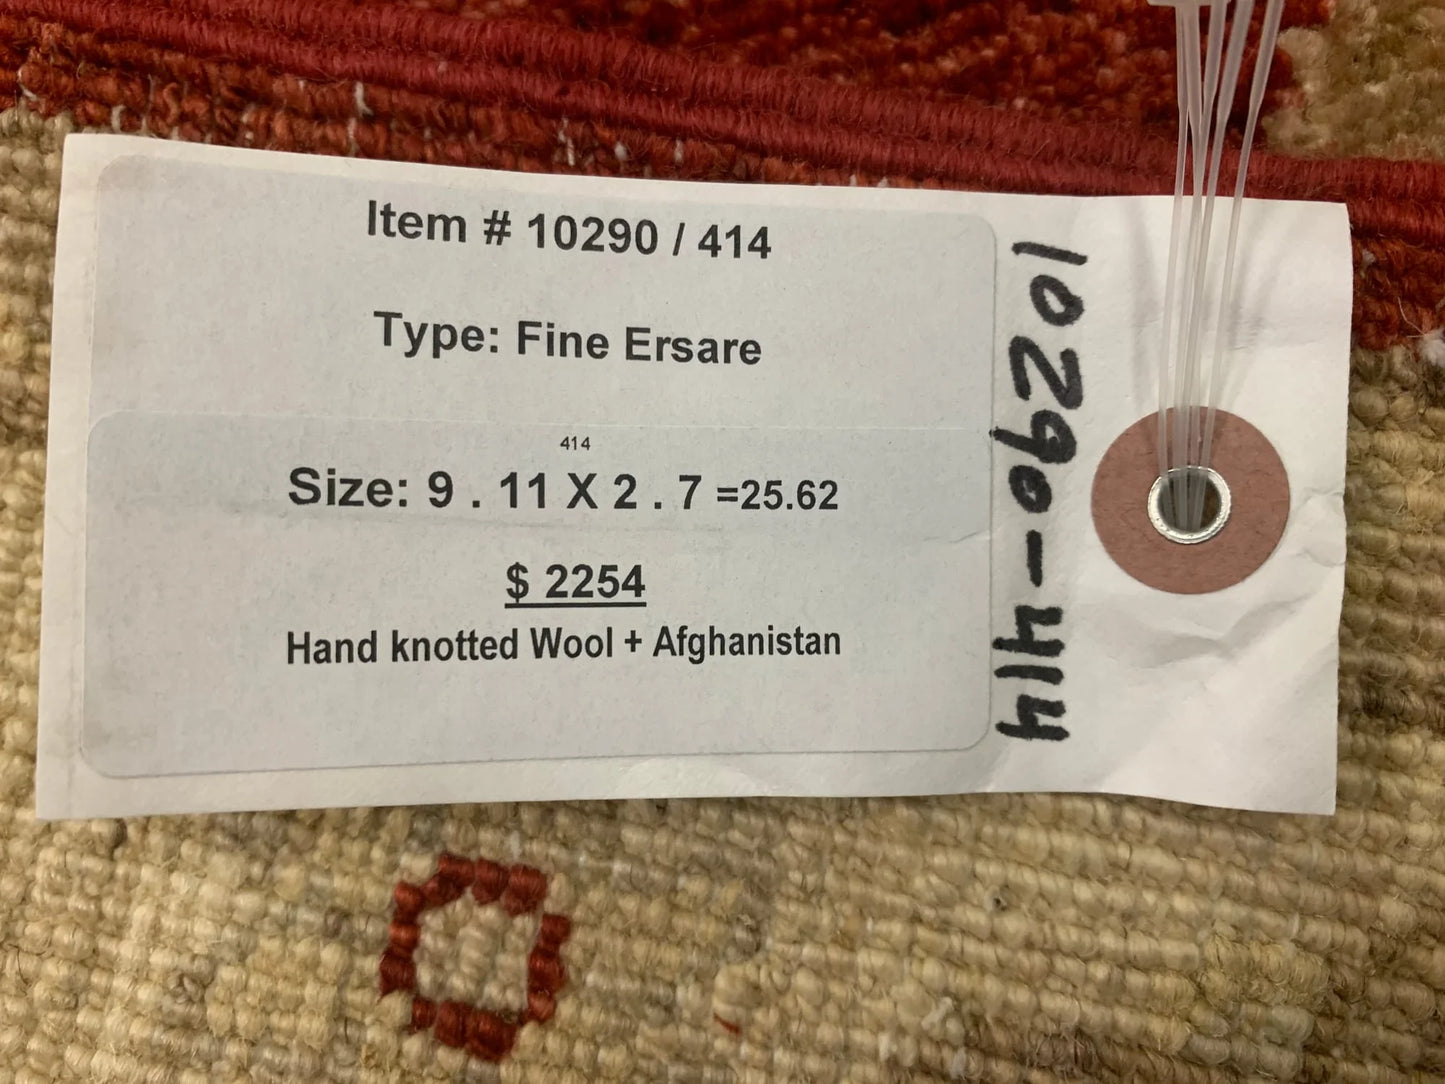 Item # 10290 / 414
Type: Fine Ersare
414
Size: 9 . 11 X 2 . 7 =25.62
$ 2254
Hand knotted Wool + Afghanistan
10290-414